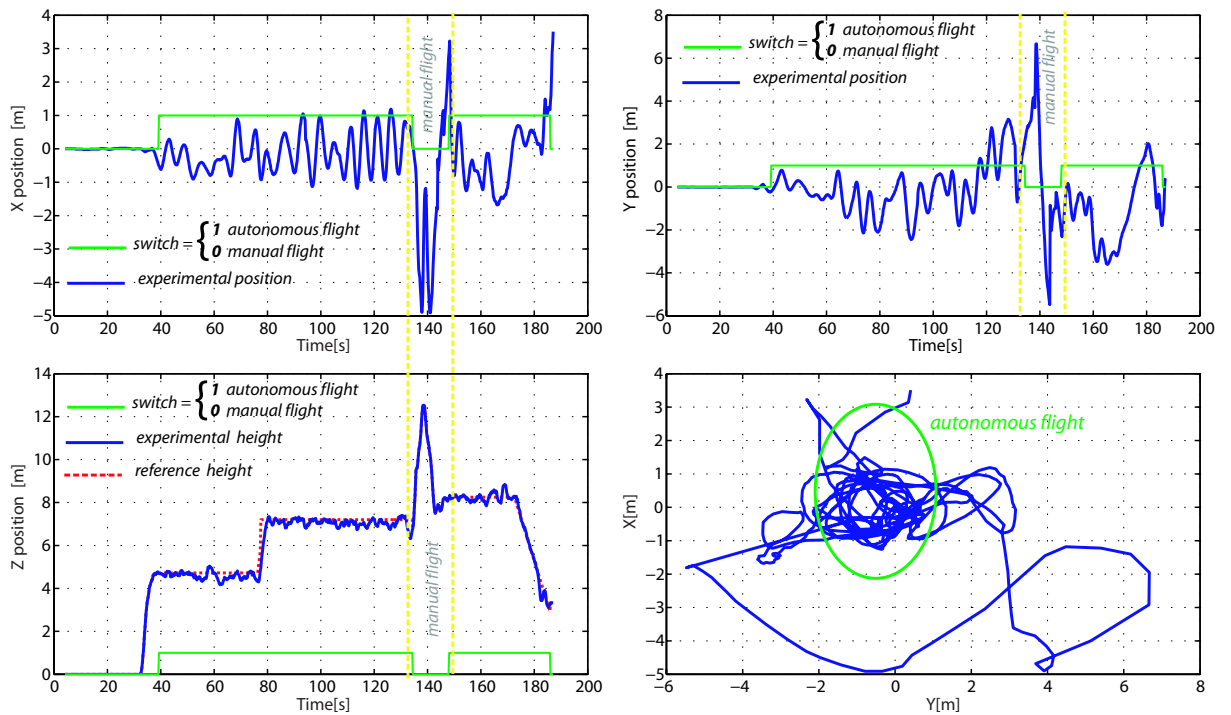 4
3
2
1
0
−1
−2
−3
−4
−5
X position [m]
manual flight
switch = { 1 autonomous flight
0 manual flight
experimental position
0 20 40 60 80 100 120 140 160 180 200
Time[s]
8
6
4
2
0
−2
−4
−6
Y position [m]
switch = { 1 autonomous flight
0 manual flight
experimental position
manual flight
0 20 40 60 80 100 120 140 160 180 200
Time[s]
14
12
10
8
6
4
2
0
Z position [m]
switch = { 1 autonomous flight
0 manual flight
experimental height
reference height
manual flight
0 20 40 60 80 100 120 140 160 180 200
Time[s]
4
3
2
1
0
−1
−2
−3
−4
−5
X[m]
autonomous flight
−6 −4 −2 0 2 4 6 8
Y[m]